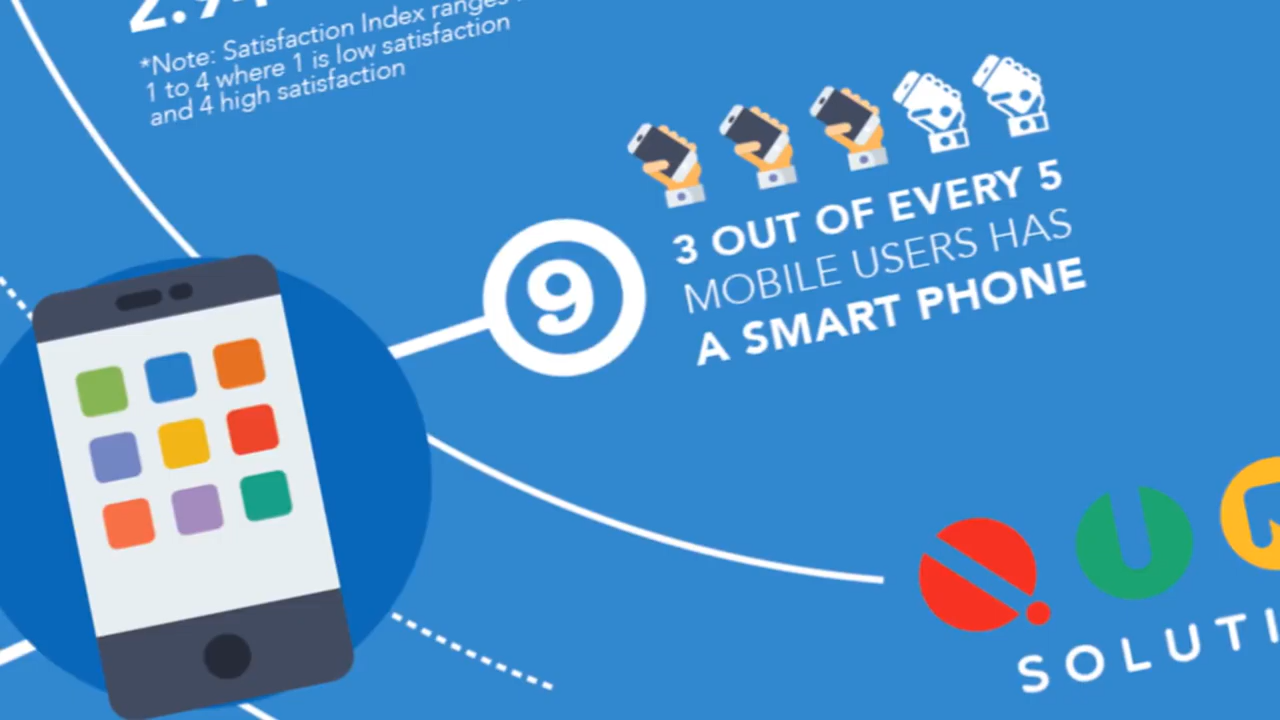 *Note: Satisfaction Index ranges
1 to 4 where 1 is low satisfaction
and 4 high satisfaction
9
3 OUT OF EVERY 5
MOBILE USERS HAS
A SMART PHONE
QU
SOLUTI